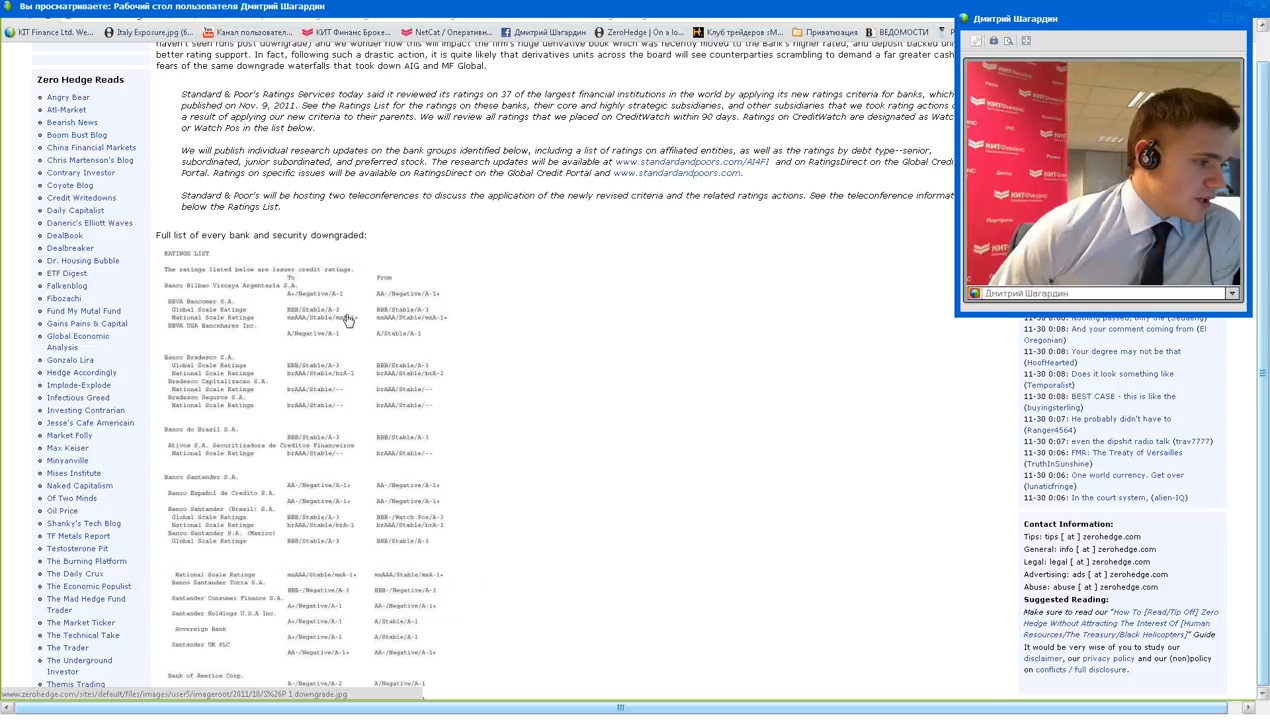 Вы просматриваете: Рабочий стол пользователя Дмитрий Шагардин
KIT Finance Ltd. We...
Italy Exposure.jpg (6...
Канал пользовател...
КИТ Финанс Броке...
NetCat / Оператив...
Дмитрий Шагардин
ZeroHedge | On a lo...
Клуб трейдеров :sM...
Приватизация
ВЕДОМОСТИ
haven't seen runs post downgrade) and we wonder how this will impact the firm's huge derivative book which was recently moved to the bank's higher rated, and deposit backed
better rating support. In fact, following such a drastic action, it is quite likely that derivatives units across the board will see counterparties scrambling to demand a far greater cash
fears of the same downgrade waterfalls that took down AIG and MF Global.
Standard & Poor's Ratings Services today said it reviewed its ratings on 37 of the largest financial institutions in the world by applying its new ratings criteria for banks, which
published on Nov. 9, 2011. See the Ratings List for the ratings on these banks, their core and highly strategic subsidiaries, and other subsidiaries that we took rating actions
a result of applying our new criteria to their parents. We will review all ratings that we placed on CreditWatch within 90 days. Ratings on CreditWatch are designated as Watch
or Watch Pos in the list below.
We will publish individual research updates on the bank groups identified below, including a list of ratings on affiliated entities, as well as the ratings by debt type--senior,
subordinated, junior subordinated, and preferred stock. The research updates will be available at www.standardandpoors.com/AI4FI and on RatingsDirect on the Global
Portal. Ratings on specific issues will be available on RatingsDirect on the Global Credit Portal and www.standardandpoors.com.
Standard & Poor's will be hosting two teleconferences to discuss the application of the newly revised criteria and the related ratings actions. See the teleconference
below the Ratings List.
Full list of every bank and security downgraded:
RATINGS LIST
The ratings listed below are issuer credit ratings.
To From
Banco Bilbao Vizcaya Argentaria S.A.
A+/Negative/A-1 AA-/Negative/A-1+
BBVA Bancomer S.A.
Global Scale Ratings BBB/Stable/A-3 BBB/Stable/A-3
National Scale Ratings mxAAA/Stable/ mxAAA/Stable/mxA-1+
BBVA USA Bancshares Inc.
A/Negative/A-1 A/Stable/A-1
Banco Bradesco S.A.
Global Scale Ratings BBB/Stable/A-3 BBB/Stable/A-3
National Scale Ratings brAAA/Stable/brA-1 brAAA/Stable/brA-1
Bradesco Capitalizacao S.A.
National Scale Ratings brAAA/Stable/-- brAAA/Stable/--
Bradesco Seguros S.A.
National Scale Ratings brAAA/Stable/-- brAAA/Stable/--
Banco do Brasil S.A.
BBB/Stable/A-3 BBB/Stable/A-3
Ativos S.A. Securitizadora de Creditos Financeiros
National Scale Ratings brAAA/Stable/-- brAAA/Stable/--
Banco Santander S.A.
AA-/Negative/A-1+ AA-/Negative/A-1+
Banco Español de Credito S.A.
AA-/Negative/A-1+ AA-/Negative/A-1+
Banco Santander (Brasil) S.A.
Global Scale Ratings BBB/Stable/A-3 BBB-/Watch Pos/A-3
National Scale Ratings brAAA/Stable/brA-1 brAAA/Stable/brA-1
Banco Santander S.A. (Mexico)
Global Scale Ratings BBB/Stable/A-3 BBB/Stable/A-3
National Scale Ratings mxAAA/Stable/mxA-1+ mxAAA/Stable/mxA-1+
Banco Santander Totta S.A.
BBB-/Negative/A-3 BBB-/Negative/A-3
Santander Consumer Finance S.A.
A+/Negative/A-1 AA-/Negative/A-1+
Santander Holdings U.S.A Inc.
A+/Negative/A-1 A/Stable/A-1
Sovereign Bank
A+/Negative/A-1 A/Stable/A-1
Santander UK PLC
AA-/Negative/A-1+ AA-/Negative/A-1+
Bank of America Corp.
A-/Negative/A-2 A/Negative/A-1
Zero Hedge Reads
Angry Bear
Atl-Market
Bearish News
Boom Bust Blog
China Financial Markets
Chris Martenson's Blog
Contrary Investor
Coyote Blog
Credit Writedowns
Daily Capitalist
Daneric's Elliott Waves
DealBook
Dealbreaker
Dr. Housing Bubble
ETF Digest
Falkenblog
Fibozachi
Fund My Mutual Fund
Gains Pains & Capital
Global Economic
Analysis
Gonzalo Lira
Hedge Accordingly
Implode-Explode
Infectious Greed
Investing Contrarian
Jesse's Cafe American
Market Folly
Max Keiser
Minyanville
Mises Institute
Naked Capitalism
Of Two Minds
Oil Price
Shanky's Tech Blog
TF Metals Report
Testosterone Pit
The Burning Platform
The Daily Crux
The Economic Populist
The Mad Hedge Fund
Trader
The Market Ticker
The Technical Take
The Trader
The Underground
Investor
Themis Trading
www.zerohedge.com/sites/default/files/images/user5/imageroot/2011/10/S%26P 1 downgrade.jpg
Дмитрий Шагардин
КИТФинанс
Дмитрий Шагардин
11-30 0:08: Nothing passed, only the (Sedaeng)
11-30 0:08: And your comment coming from (El
Oregonian)
11-30 0:08: Your degree may not be that
(HoofHearted)
11-30 0:08: Does it look something like
(Temporalist)
11-30 0:08: BEST CASE - this is like the
(buyingsterling)
11-30 0:07: He probably didn't have to
(Ranger4564)
11-30 0:07: even the dipshit radio talk (trav7777)
11-30 0:06: FMR: The Treaty of Versailles
(TruthInSunshine)
11-30 0:06: One world currency. Get over
(lunaticfringe)
11-30 0:06: In the court system, (alien-IQ)
Contact Information:
Tips: tips [ at ] zerohedge.com
General: info [ at ] zerohedge.com
Legal: legal [ at ] zerohedge.com
Advertising: ads [ at ] zerohedge.com
Abuse: abuse [ at ] zerohedge.com
Suggested Reading:
Make sure to read our "How To [Read/Tip Off] Zero
Hedge Without Attracting The Interest Of [Human
Resources/The Treasury/Black Helicopters]" Guide
It would be very wise of you to study our
disclaimer, our privacy policy and our (non)policy
on conflicts / full disclosure.